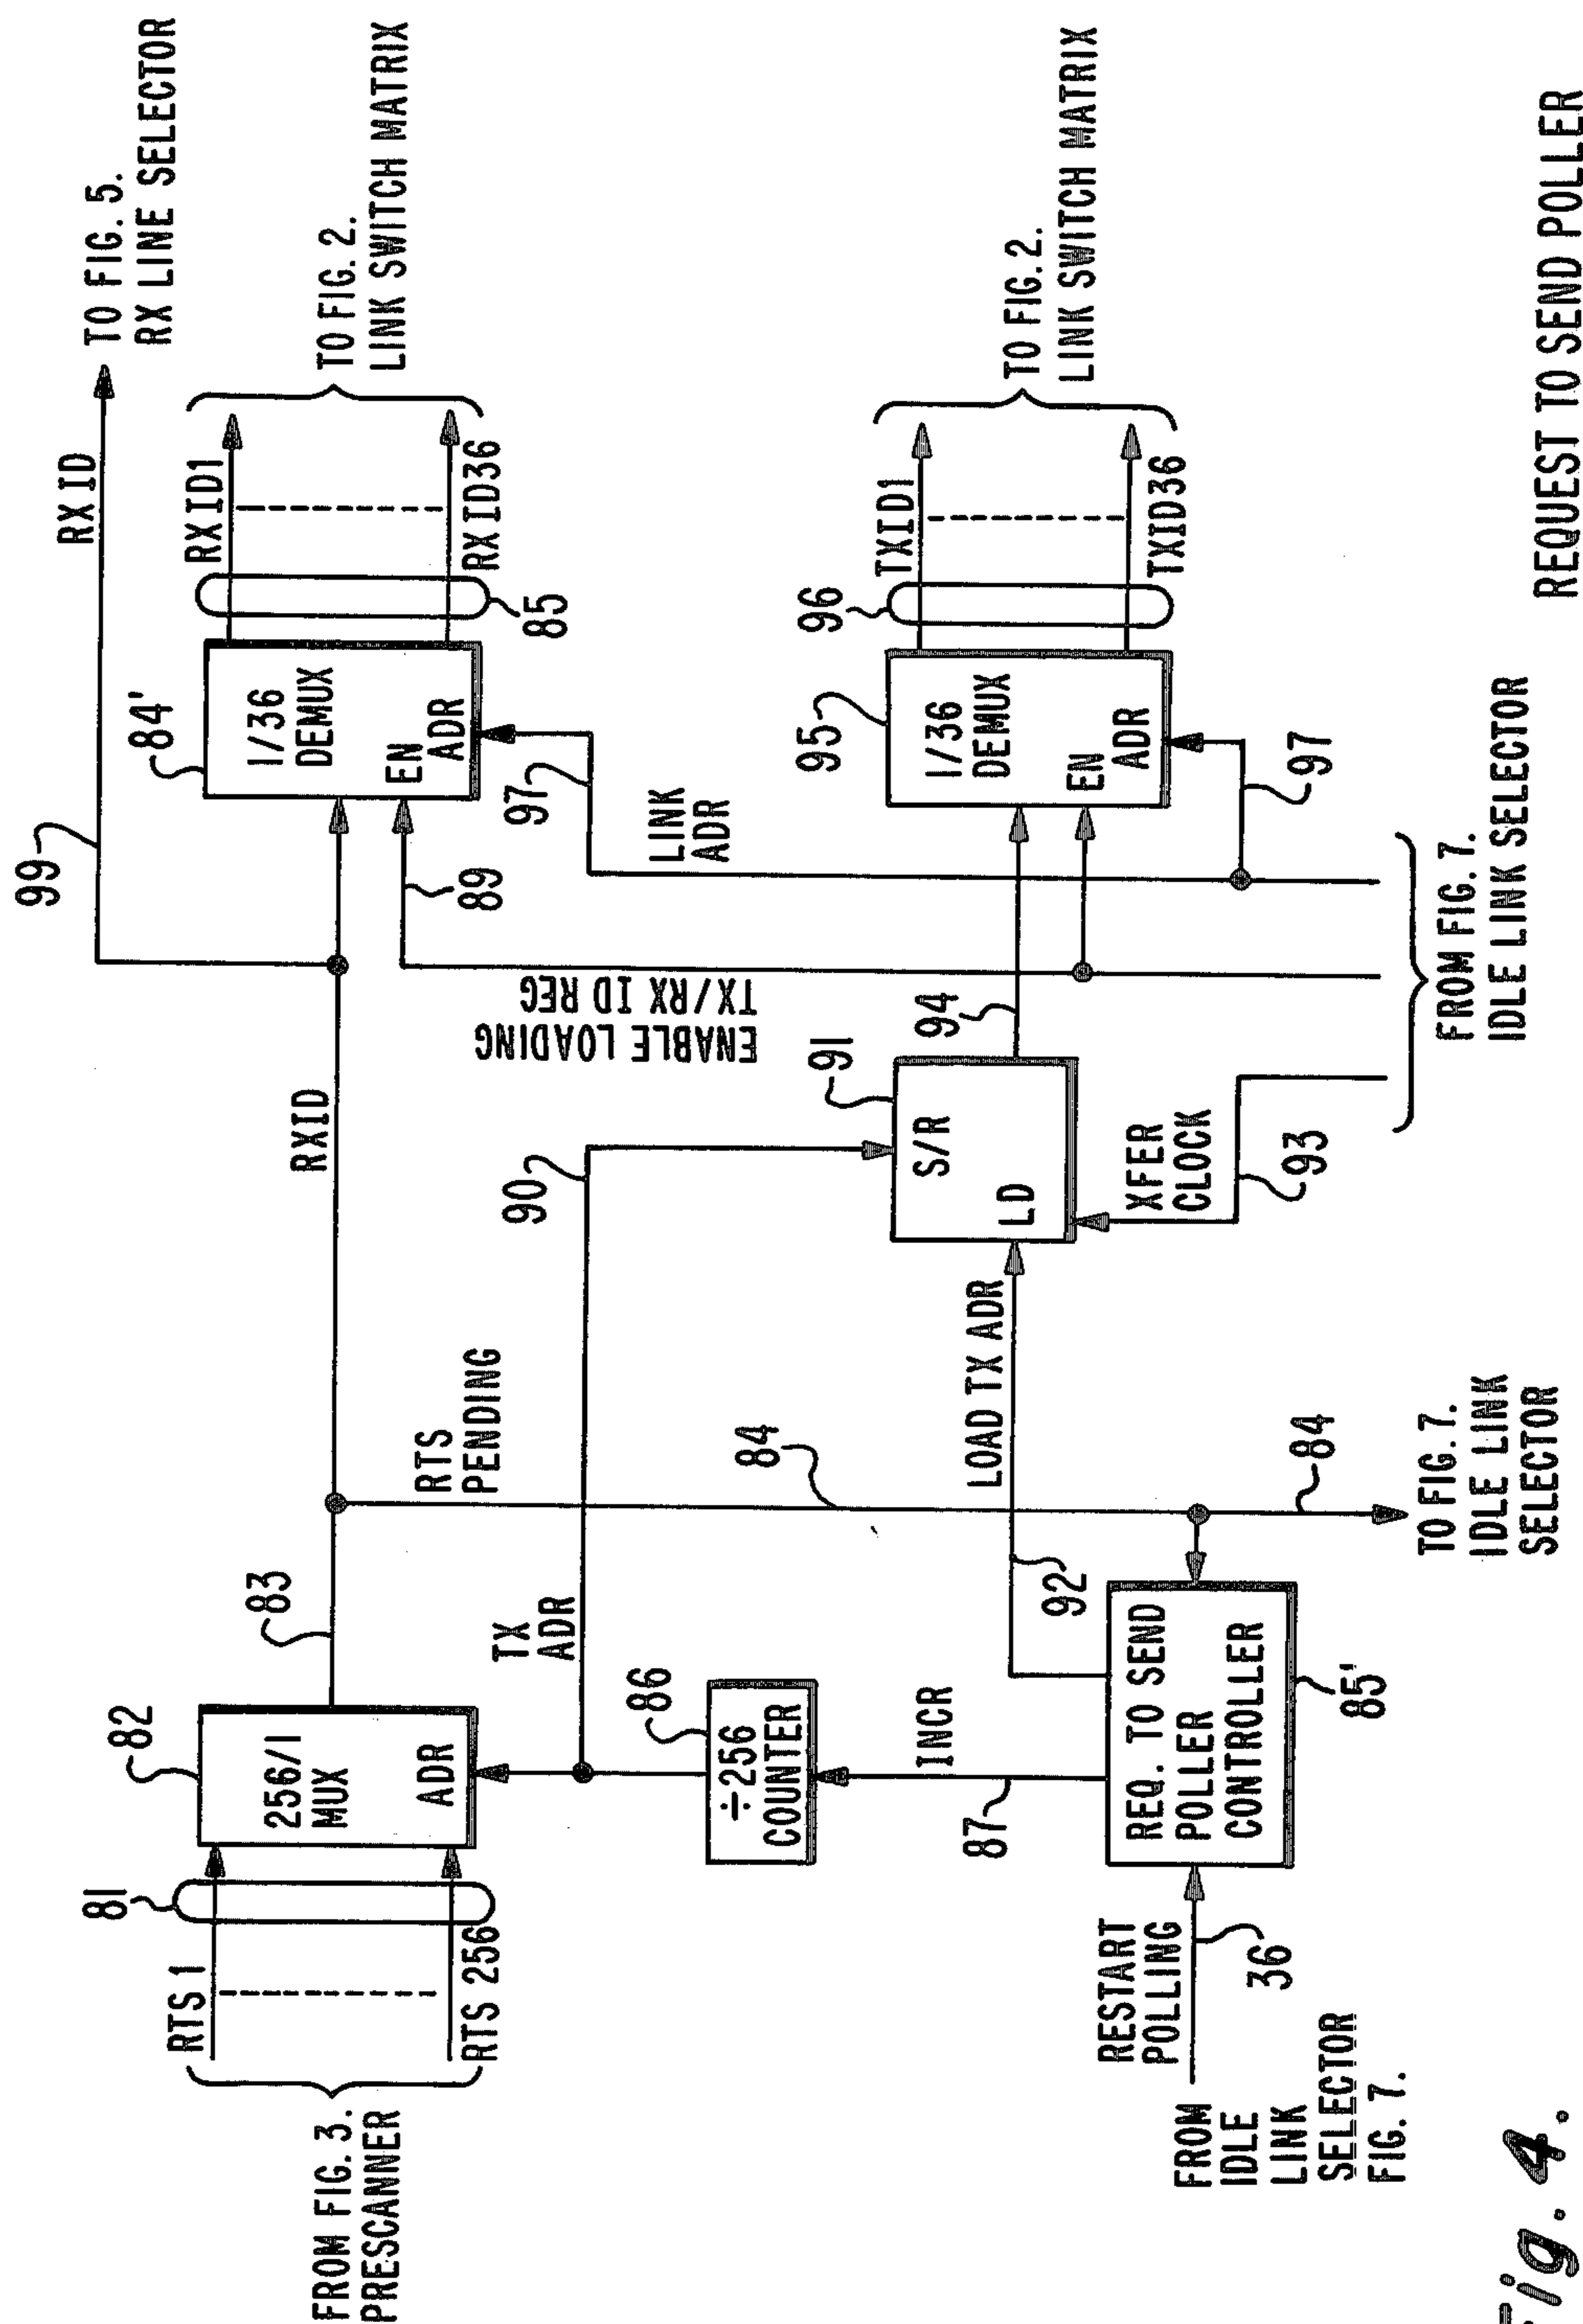 FROM FIG. 3.
PRESCANNER
RTS 1
RTS 256
81
82
256/1
MUX
ADR
83
RXID
99
RX ID
TO FIG. 5.
RX LINE SELECTOR
84'
1/36
DEMUX
EN
ADR
RXID1
RXID36
85
TO FIG. 2.
LINK SWITCH MATRIX
89
97
LINK
ADR
ENABLE LOADING
TX/RX ID REG
RTS
PENDING
84
TX
ADR
90
86
÷256
COUNTER
87
INCR
91
S/R
LD
94
LOAD TX ADR
92
XFER
CLOCK
93
95
1/36
DEMUX
EN
ADR
96
TXID1
TXID36
TO FIG. 2.
LINK SWITCH MATRIX
97
FROM FIG. 7.
IDLE LINK SELECTOR
RESTART
POLLING
36
FROM
IDLE
LINK
SELECTOR
FIG. 7.
REQ. TO SEND
POLLER
CONTROLLER
85'
84
TO FIG. 7.
IDLE LINK
SELECTOR
Fig. 4.
REQUEST TO SEND POLLER